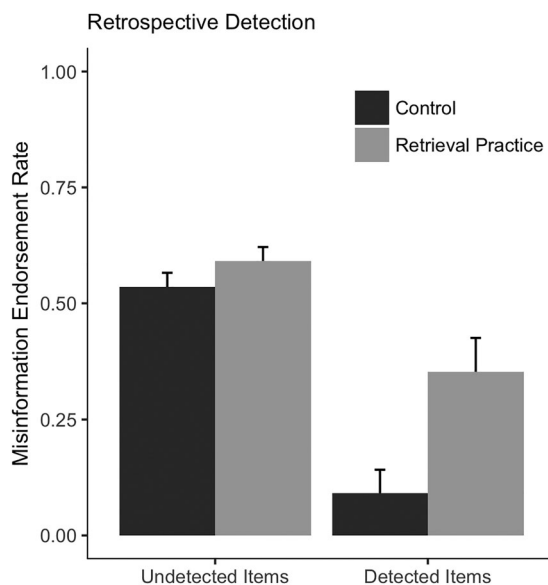 Retrospective Detection
Control
Retrieval Practice
Misinformation Endorsement Rate
1.00
0.75
0.50
0.25
0.00
Undetected Items
Detected Items